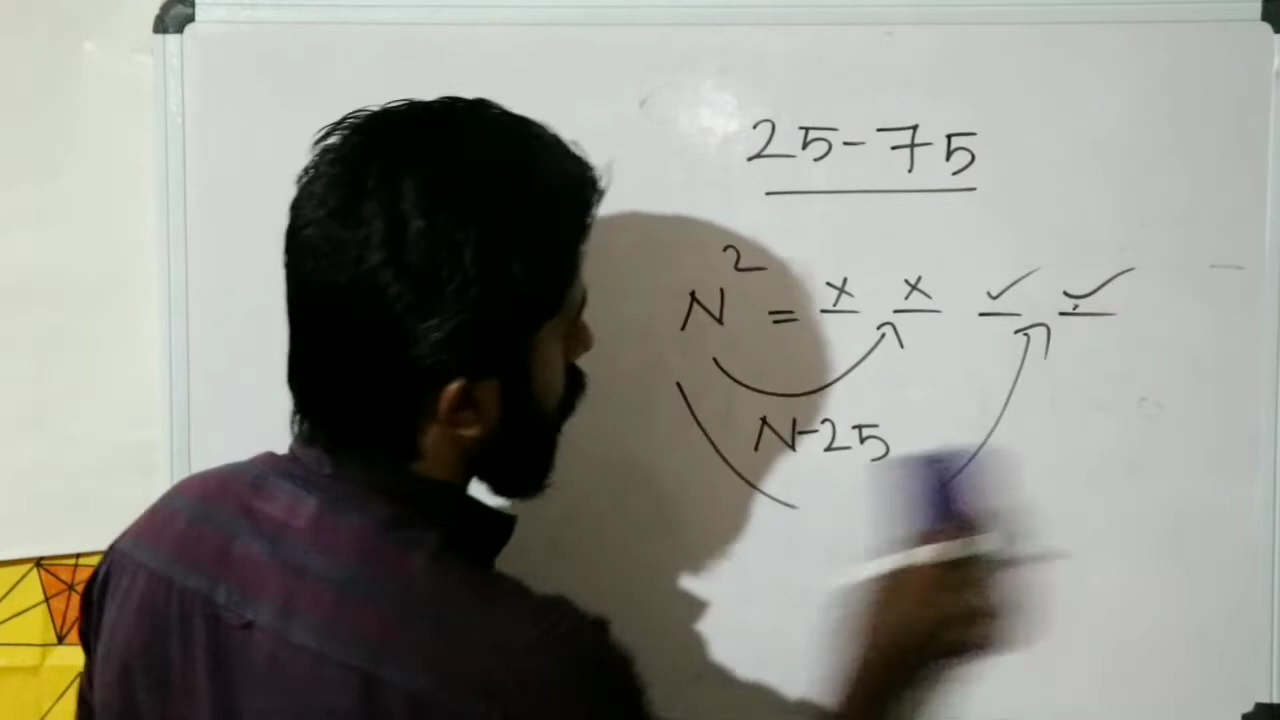 25-75
N² = x x ✓ ✓
N-25